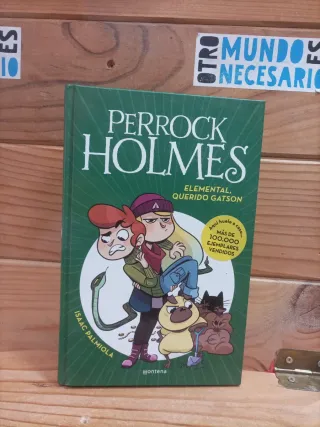 OTRO
MUNDO
NECESARIO
ES
IO
ES
PERROCK
HOLMES
ELEMENTAL,
QUERIDO GATSON
MÁS DE
100.000
EJEMPLARES
VENDIDOS
ISAAC PALMIOLA
montena